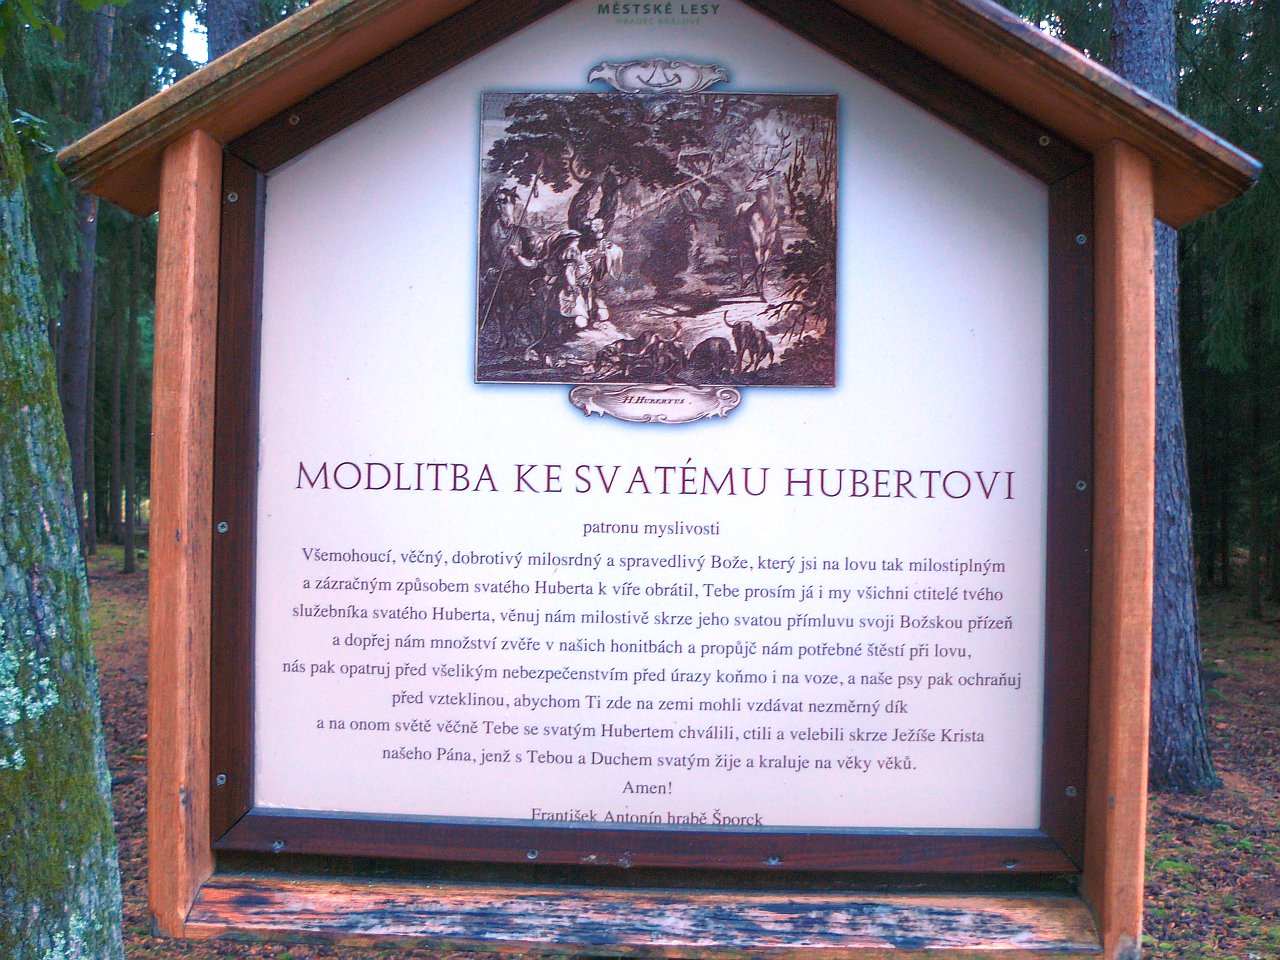 MĚSTSKÉ LESY
HRADEC KRÁLOVÉ
H. HUBERTUS.
MODLITBA KE SVATÉMU HUBERTOVI
patronu myslivosti
Všemohoucí, věčný, dobrotivý milosrdný a spravedlivý Bože, který jsi na lovu tak milostiplným
a zázračným způsobem svatého Huberta k víře obrátil, Tebe prosím já i my všichni ctitelé tvého
služebníka svatého Huberta, věnuj nám milostivě skrze jeho svatou přímluvu svoji Božskou přízeň
a dopřej nám množství zvěře v našich honitbách a propůjč nám potřebné štěstí při lovu,
nás pak opatruj před všelikým nebezpečenstvím před úrazy koňmo i na voze, a naše psy pak ochraňuj
před vzteklinou, abychom Ti zde na zemi mohli vzdávat nezměrný dík
a na onom světě věčně Tebe se svatým Hubertem chválili, ctili a velebili skrze Ježíše Krista
našeho Pána, jenž s Tebou a Duchem svatým žije a kraluje na věky věků.
Amen!
František Antonín hrabě Šporck